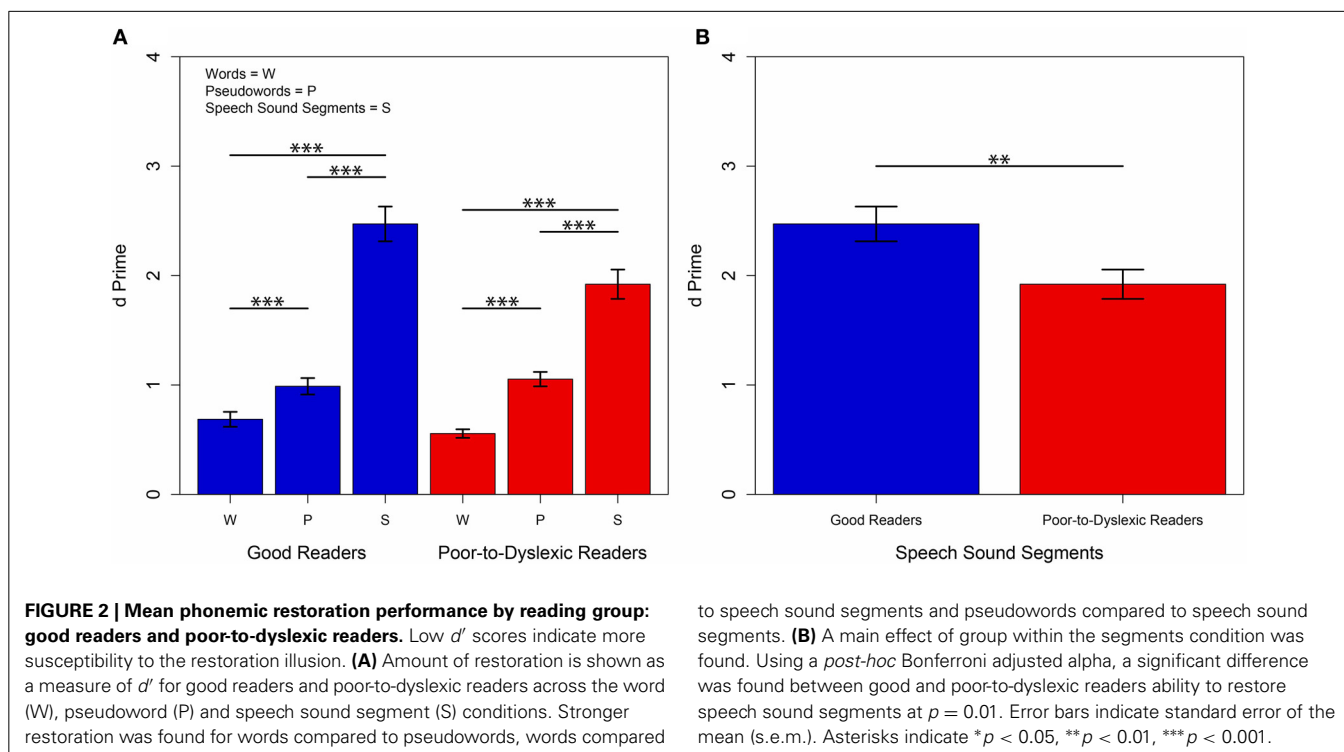 A
4
3
2
1
0
d Prime
Words = W
Pseudowords = P
Speech Sound Segments = S
***
***
***
***
***
***
W
P
S
W
P
S
Good Readers
Poor-to-Dyslexic Readers
B
4
3
2
1
0
d Prime
**
Good Readers
Poor-to-Dyslexic Readers
Speech Sound Segments
FIGURE 2 | Mean phonemic restoration performance by reading group:
good readers and poor-to-dyslexic readers. Low d′ scores indicate more
susceptibility to the restoration illusion. (A) Amount of restoration is shown as
a measure of d′ for good readers and poor-to-dyslexic readers across the word
(W), pseudoword (P) and speech sound segment (S) conditions. Stronger
restoration was found for words compared to pseudowords, words compared
to speech sound segments and pseudowords compared to speech sound
segments. (B) A main effect of group within the segments condition was
found. Using a post-hoc Bonferroni adjusted alpha, a significant difference
was found between good and poor-to-dyslexic readers ability to restore
speech sound segments at p = 0.01. Error bars indicate standard error of the
mean (s.e.m.). Asterisks indicate *p < 0.05, **p < 0.01, ***p < 0.001.